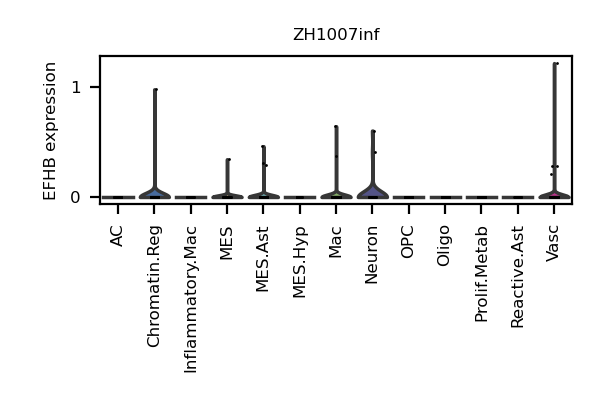 ZH1007inf
EFHB expression
1
0
AC
Chromatin.Reg
Inflammatory.Mac
MES
MES.Ast
MES.Hyp
Mac
Neuron
OPC
Oligo
Prolif.Metab
Reactive.Ast
Vasc